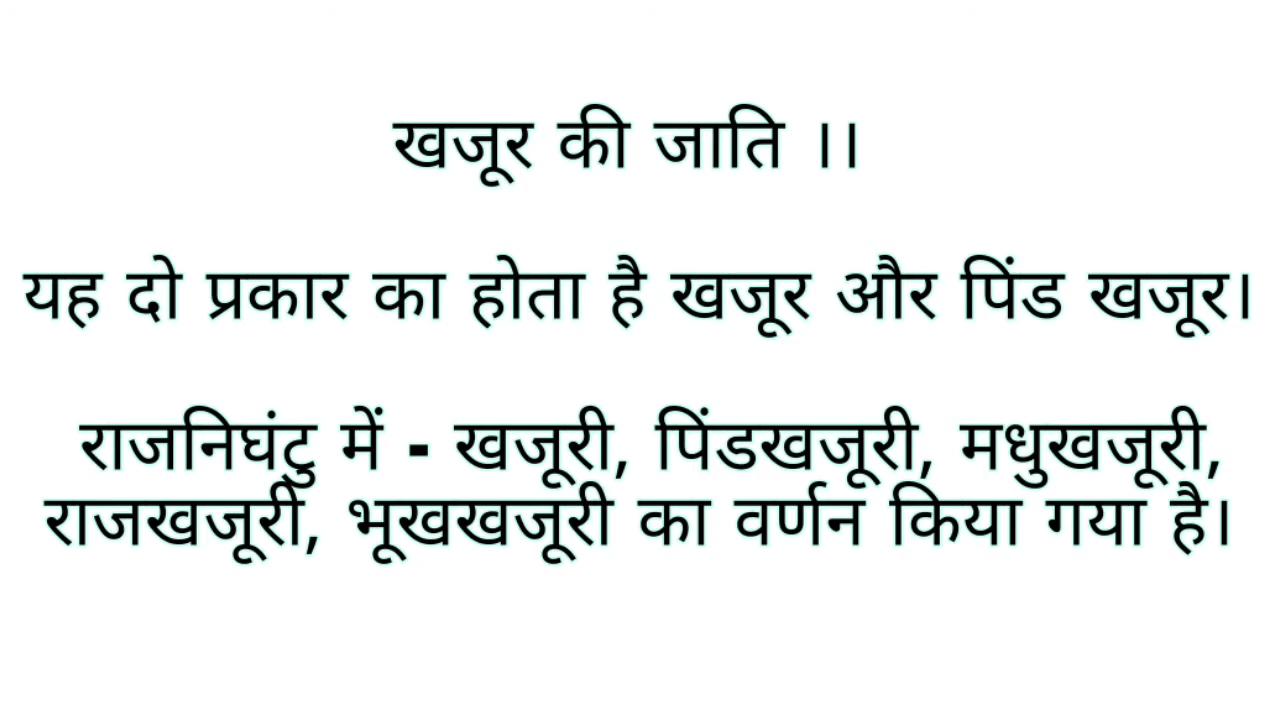 खजूर की जाति ।।
यह दो प्रकार का होता है खजूर और पिंड खजूर।
राजनिघंटु में - खजूरी, पिंडखजूरी, मधुखजूरी,
राजखजूरी, भूखखजूरी का वर्णन किया गया है।